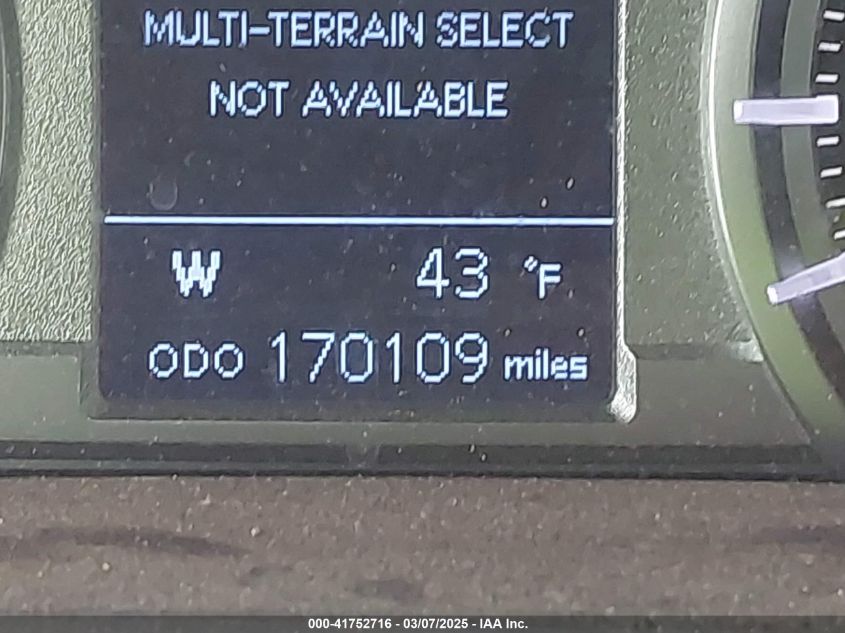 MULTI-TERRAIN SELECT
NOT AVAILABLE
W 43 °F
ODO 170109 miles
000-41752716 - 03/07/2025 - IAA Inc.